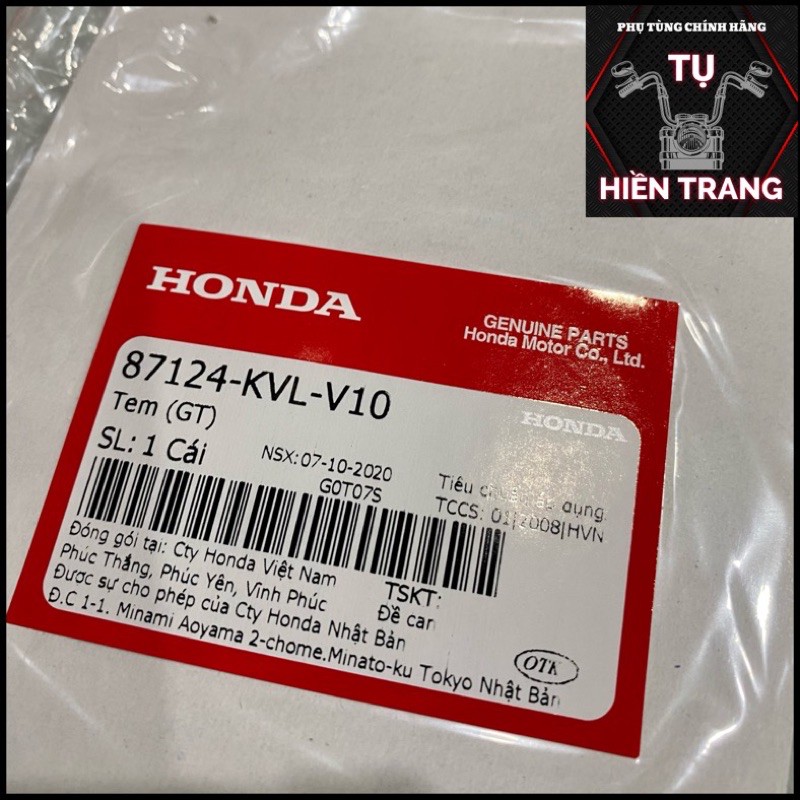 PHỤ TÙNG CHÍNH HÃNG
TỤ
HIỀN TRANG
HONDA
GENUINE PARTS
Honda Motor Co., Ltd.
87124-KVL-V10
Tem (GT)
HONDA
SL: 1 Cái
NSX: 07-10-2020
G0T07S
Tiêu dụng:
TCCS: 01|2008|HVN
Đóng gói tại: Cty Honda Việt Nam
Phúc Thắng, Phúc Yên, Vĩnh Phúc
TSKT:
Đề can
Được sự cho phép của Cty Honda Nhật Bản
Đ.C 1-1. Minami Aoyama 2-chome.Minato-ku Tokyo Nhật Bản
OTK